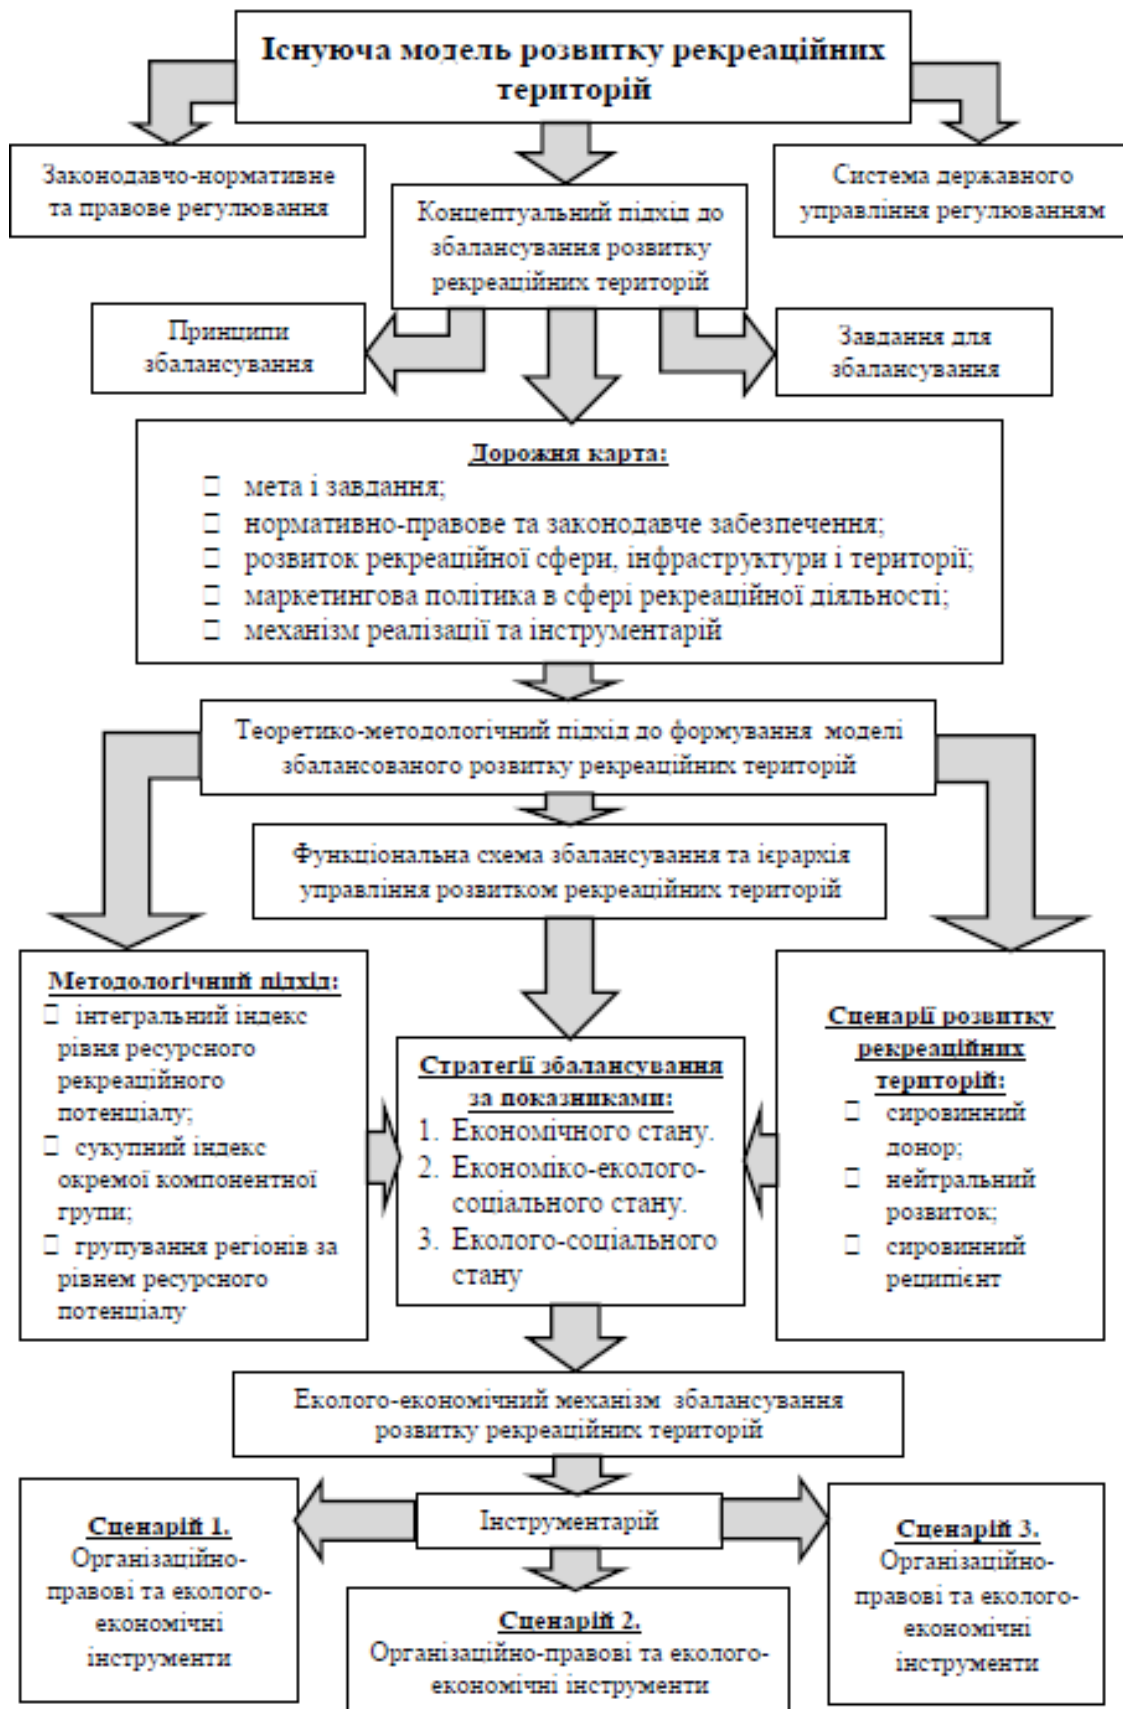 Існуюча модель розвитку рекреаційних
територій
Законодавчо-нормативне
та правове регулювання
Концептуальний підхід до
збалансування розвитку
рекреаційних територій
Система державного
управління регулюванням
Принципи
збалансування
Завдання для
збалансування
Дорожня карта:
мета і завдання;
нормативно-правове та законодавче забезпечення;
розвиток рекреаційної сфери, інфраструктури і території;
маркетингова політика в сфері рекреаційної діяльності;
механізм реалізації та інструментарій
Теоретико-методологічний підхід до формування моделі
збалансованого розвитку рекреаційних територій
Функціональна схема збалансування та ієрархія
управління розвитком рекреаційних територій
Методологічний підхід:
інтегральний індекс
рівня ресурсного
рекреаційного
потенціалу;
сукупний індекс
окремої компонентної
групи;
групування регіонів за
рівнем ресурсного
потенціалу
Стратегії збалансування
за показниками:
1. Економічного стану.
2. Економіко-еколого-
соціального стану.
3. Еколого-соціального
стану
Сценарії розвитку
рекреаційних
територій:
сировинний
донор;
нейтральний
розвиток;
сировинний
реципієнт
Еколого-економічний механізм збалансування
розвитку рекреаційних територій
Інструментарій
Сценарій 1.
Організаційно-
правові та еколого-
економічні
інструменти
Сценарій 2.
Організаційно-правові та еколого-
економічні інструменти
Сценарій 3.
Організаційно-
правові та еколого-
економічні
інструменти